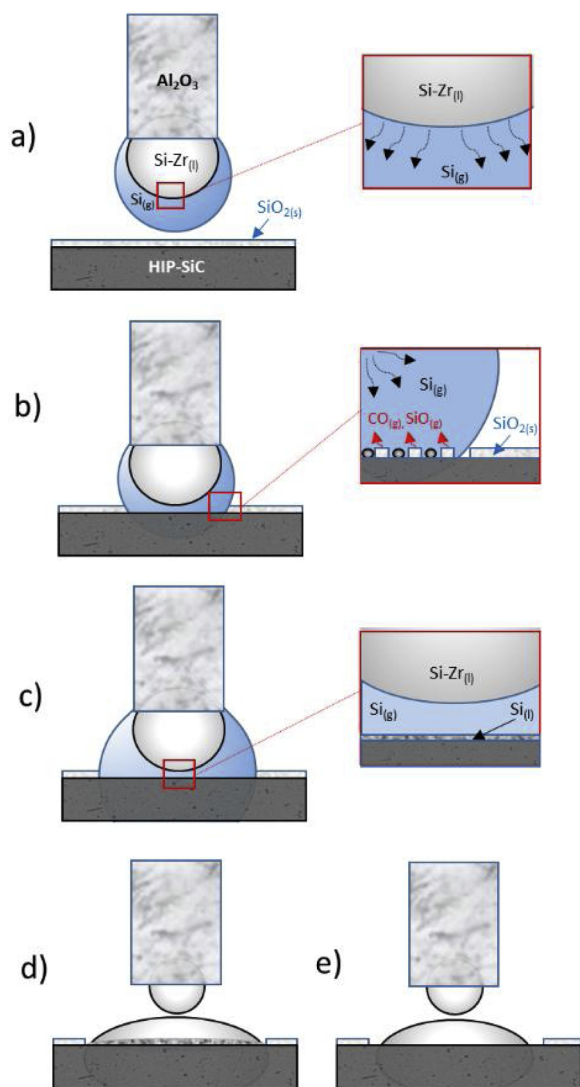 Al₂O₃
a)
Si-Zr₍ₗ₎
Si₍g₎
SiO₂₍s₎
HIP-SiC
Si-Zr₍ₗ₎
Si₍g₎
b)
Si₍g₎
CO₍g₎, SiO₍g₎
SiO₂₍s₎
c)
Si-Zr₍ₗ₎
Si₍g₎
Si₍ₗ₎
d)
e)